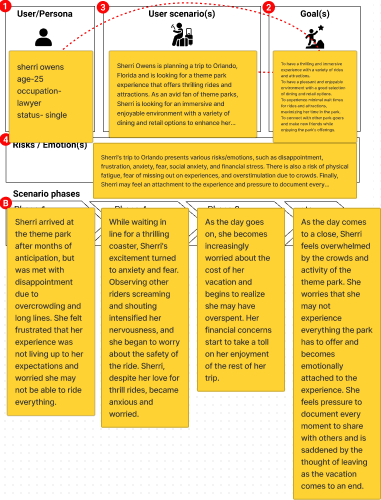 1
User/Persona
3
User scenario(s)
2
Goal(s)
sherri owens
age-25
occupation-
lawyer
status- single
Sherri Owens is planning a trip to Orlando,
Florida and is looking for a theme park
experience that offers thrilling rides and
attractions. As an avid fan of theme parks,
Sherri is looking for an immersive and
enjoyable environment with a variety of
dining and retail options to enhance her...
To have a thrilling and immersive
experience with a variety of rides
and attractions.
To have a pleasant and enjoyable
environment with a good selection
of dining and retail options.
To experience minimal wait times
for rides and attractions,
maximizing her time in the park.
To connect with other park-goers
and make new friends while
enjoying the park's offerings.
4
Risks / Emotion(s)
Sherri's trip to Orlando presents various risks/emotions, such as disappointment,
frustration, anxiety, fear, social anxiety, and financial stress. There is also a risk of physical
fatigue, fear of missing out on experiences, and overstimulation due to crowds. Finally,
Sherry may feel an attachment to the experience and pressure to document every...
Scenario phases
Sherri arrived at
the theme park
after months of
anticipation, but
was met with
disappointment
due to
overcrowding and
long lines. She felt
frustrated that her
experience was
not living up to her
expectations and
worried she may
not be able to ride
everything.
While waiting in
line for a thrilling
coaster, Sherri's
excitement turned
to anxiety and fear.
Observing other
riders screaming
and shouting
intensified her
nervousness, and
she began to worry
about the safety of
the ride. Sherri,
despite her love for
thrill rides, became
anxious and
worried.
As the day goes
on, she becomes
increasingly
worried about the
cost of her
vacation and
begins to realize
she may have
overspent. Her
financial concerns
start to take a toll
on her enjoyment
of the rest of her
trip.
As the day comes
to a close, Sherri
feels overwhelmed
by the crowds and
activity of the
theme park. She
worries that she
may not
experience
everything the park
has to offer and
becomes
emotionally
attached to the
experience. She
feels pressure to
document every
moment to share
with others and is
saddened by the
thought of leaving
as the vacation
comes to an end.